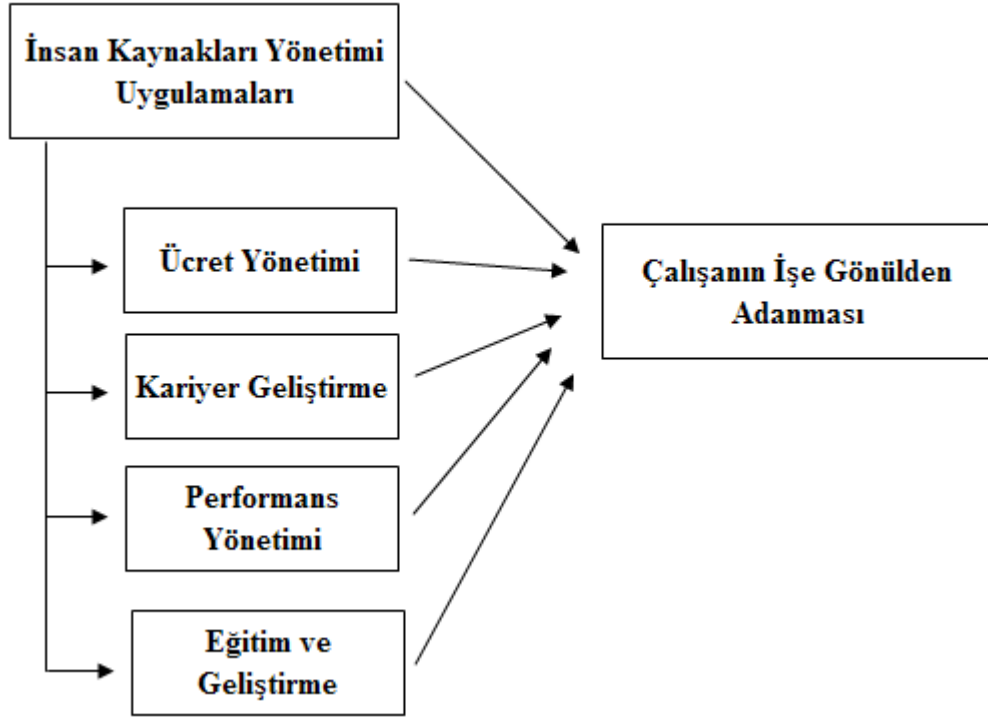 İnsan Kaynakları Yönetimi
Uygulamaları
Ücret Yönetimi
Çalışanın İşe Gönülden
Adanması
Kariyer Geliştirme
Performans
Yönetimi
Eğitim ve
Geliştirme